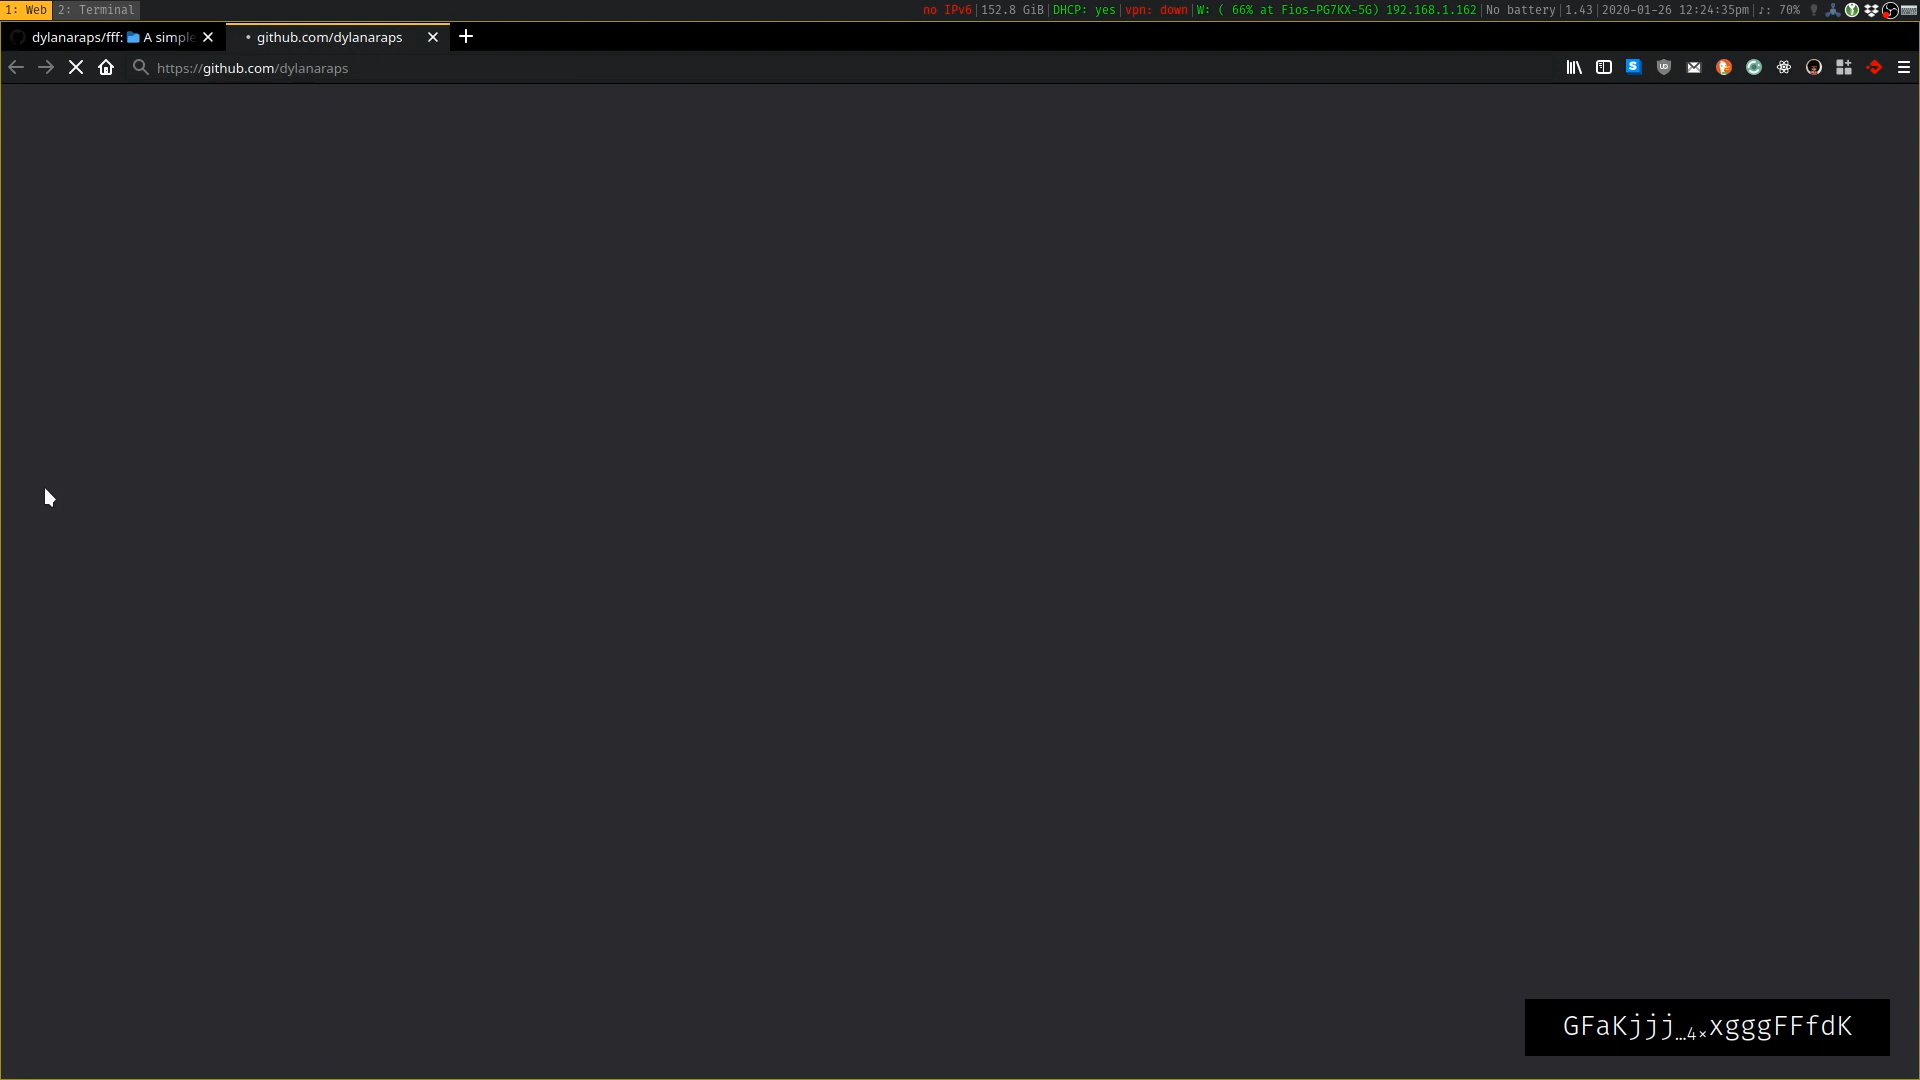 1: Web 2: Terminal no IPv6|152.8 GiB|DHCP: yes|vpn: down|W: ( 66% at Fios-PG7KX-5G) 192.168.1.162|No battery|1.43|2020-01-26 12:24:35pm|♪: 70%
dylanaraps/fff: 📁 A simple github.com/dylanaraps
https://github.com/dylanaraps
GFaKjjj…4×xgggFFfdK